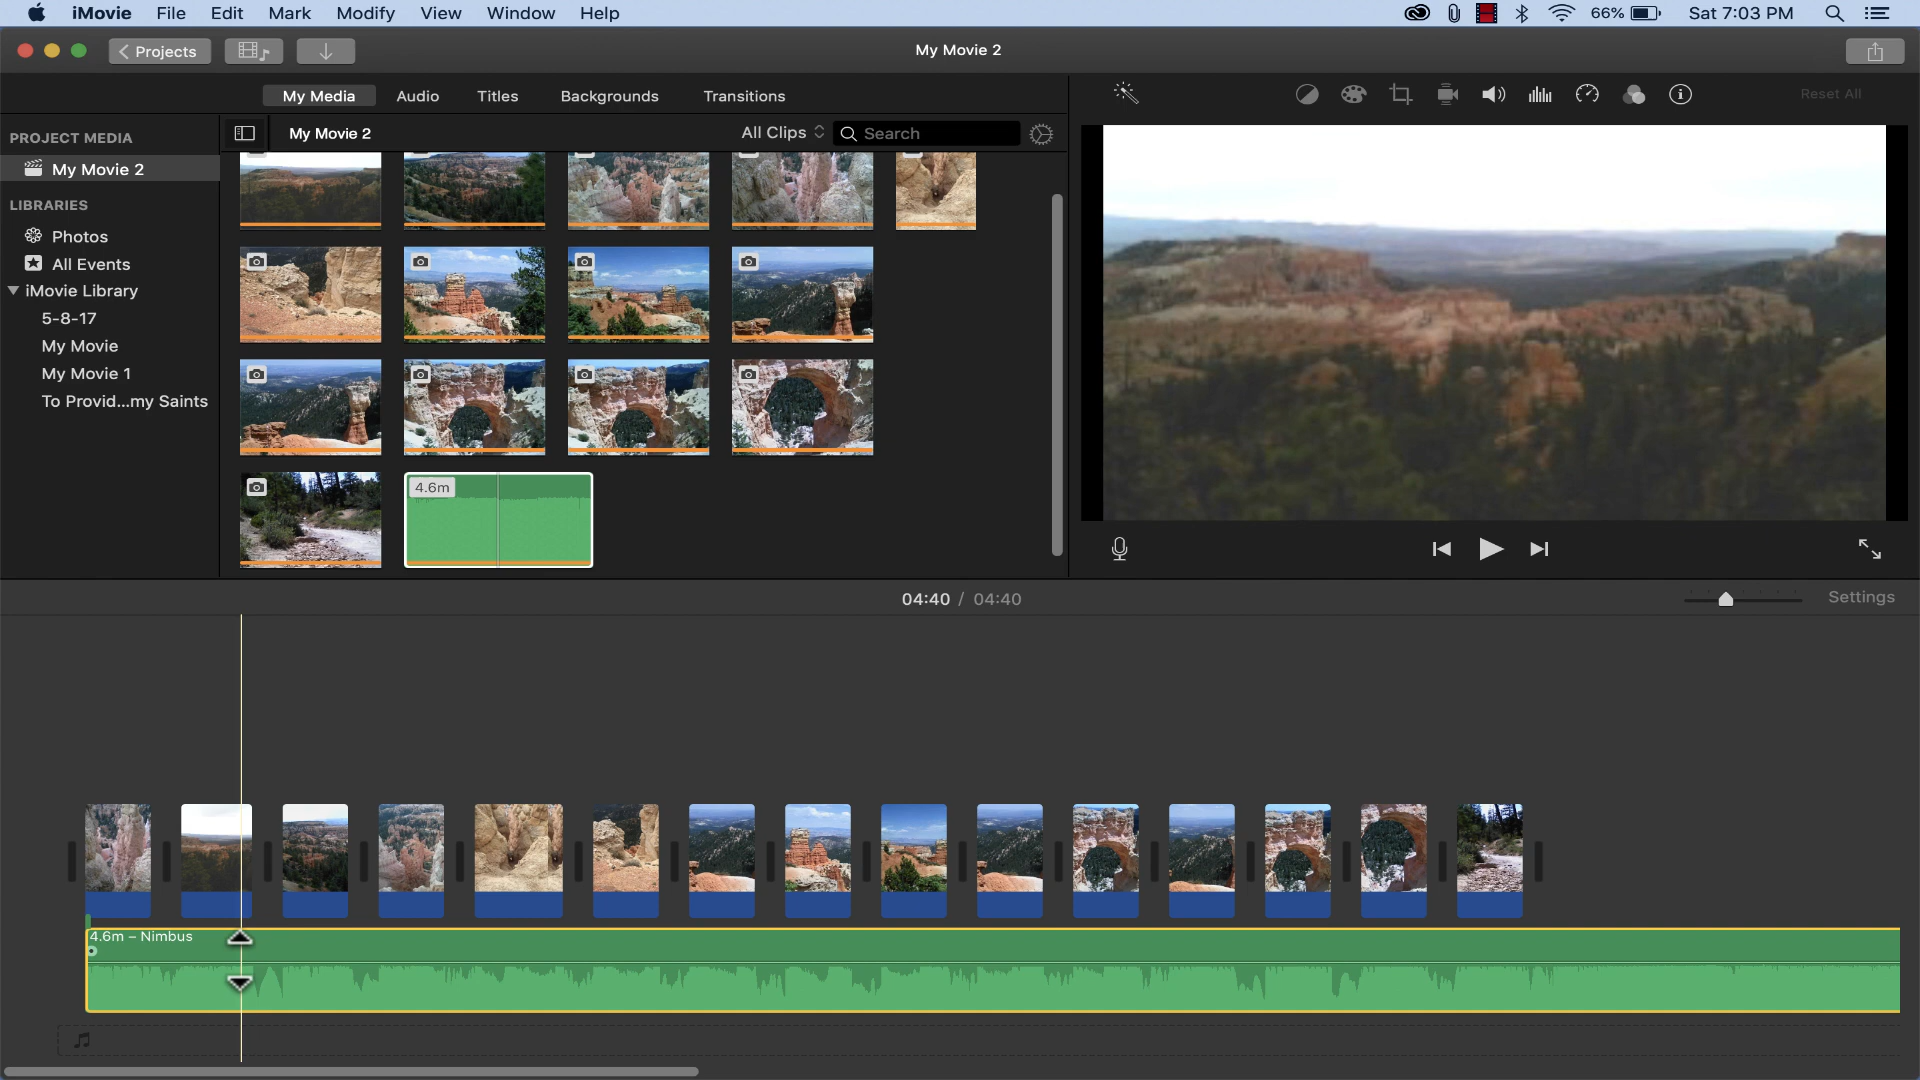 iMovie File Edit Mark Modify View Window Help 66% Sat 7:03 PM
Projects My Movie 2
My Media Audio Titles Backgrounds Transitions Reset All
PROJECT MEDIA My Movie 2 All Clips Search
My Movie 2
LIBRARIES
Photos
All Events
iMovie Library
5-8-17
My Movie
My Movie 1
To Provid...my Saints
4.6m
04:40 / 04:40 Settings
4.6m – Nimbus